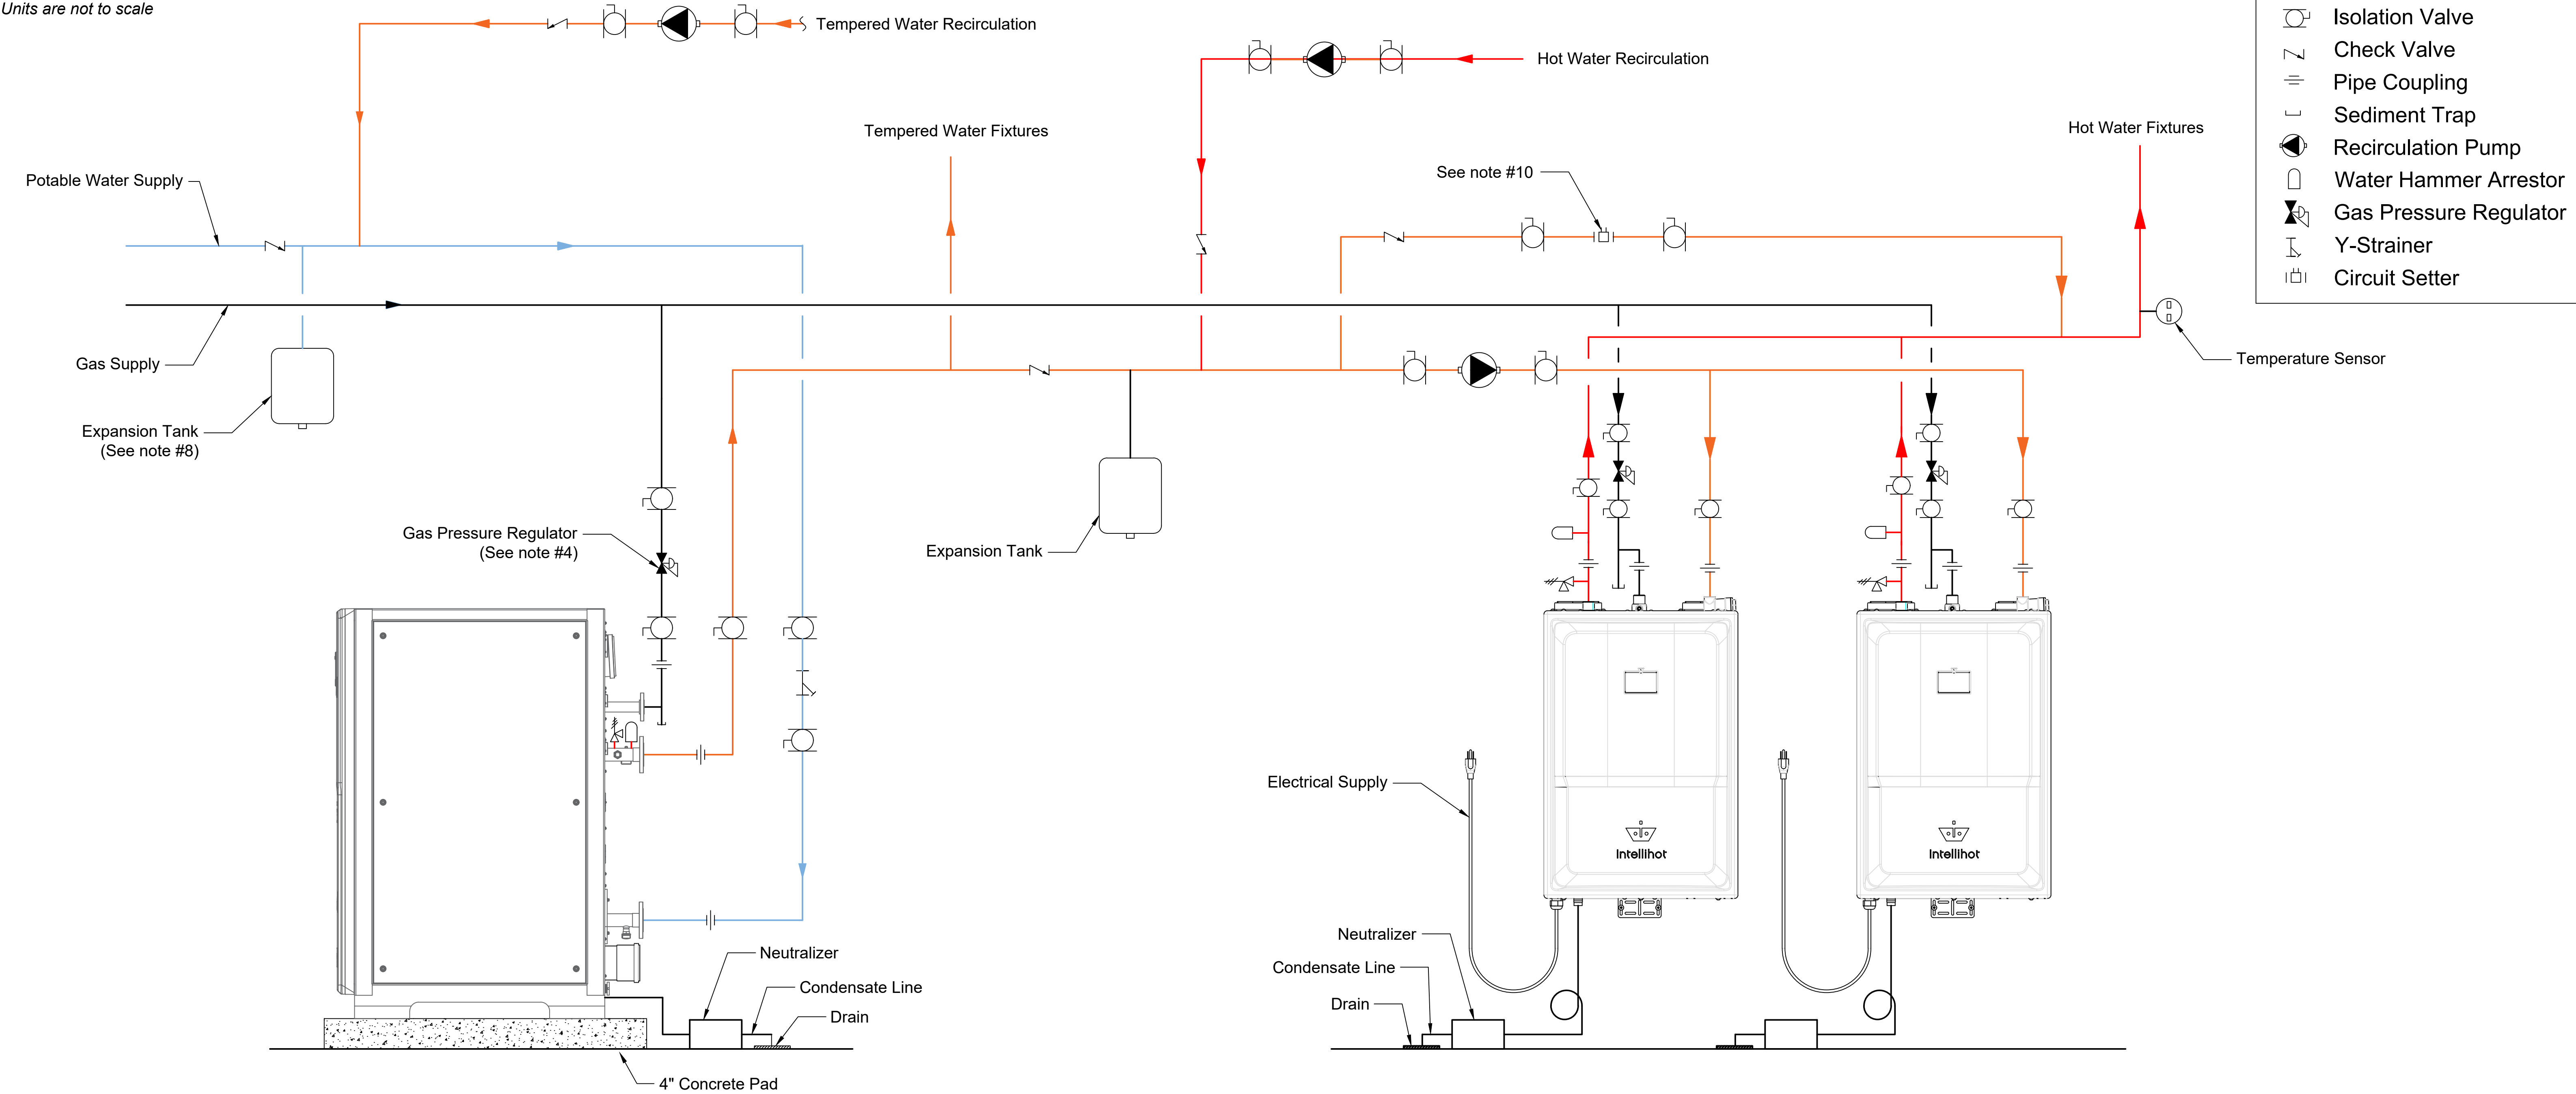 Units are not to scale
Tempered Water Recirculation
Hot Water Recirculation
Isolation Valve
Check Valve
Pipe Coupling
Sediment Trap
Recirculation Pump
Water Hammer Arrestor
Gas Pressure Regulator
Y-Strainer
Circuit Setter
Tempered Water Fixtures
Hot Water Fixtures
Potable Water Supply
See note #10
Gas Supply
Temperature Sensor
Expansion Tank
(See note #8)
Gas Pressure Regulator
(See note #4)
Expansion Tank
Electrical Supply
Intellihot
Intellihot
Neutralizer
Condensate Line
Drain
4" Concrete Pad
Neutralizer
Condensate Line
Drain